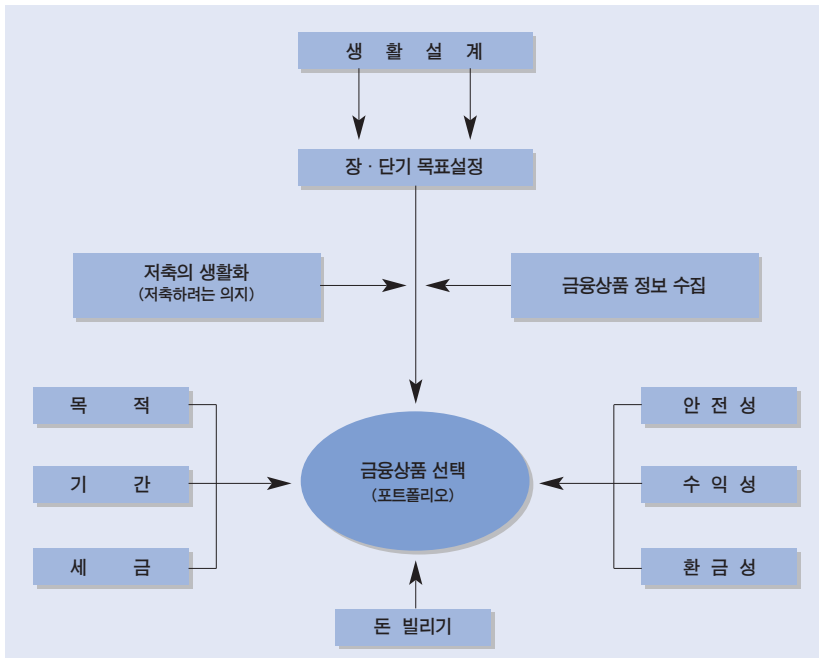 생 활 설 계
장 · 단기 목표설정
저축의 생활화
(저축하려는 의지)
금융상품 정보 수집
목 적
기 간
세 금
금융상품 선택
(포트폴리오)
안 전 성
수 익 성
환 금 성
돈 빌리기